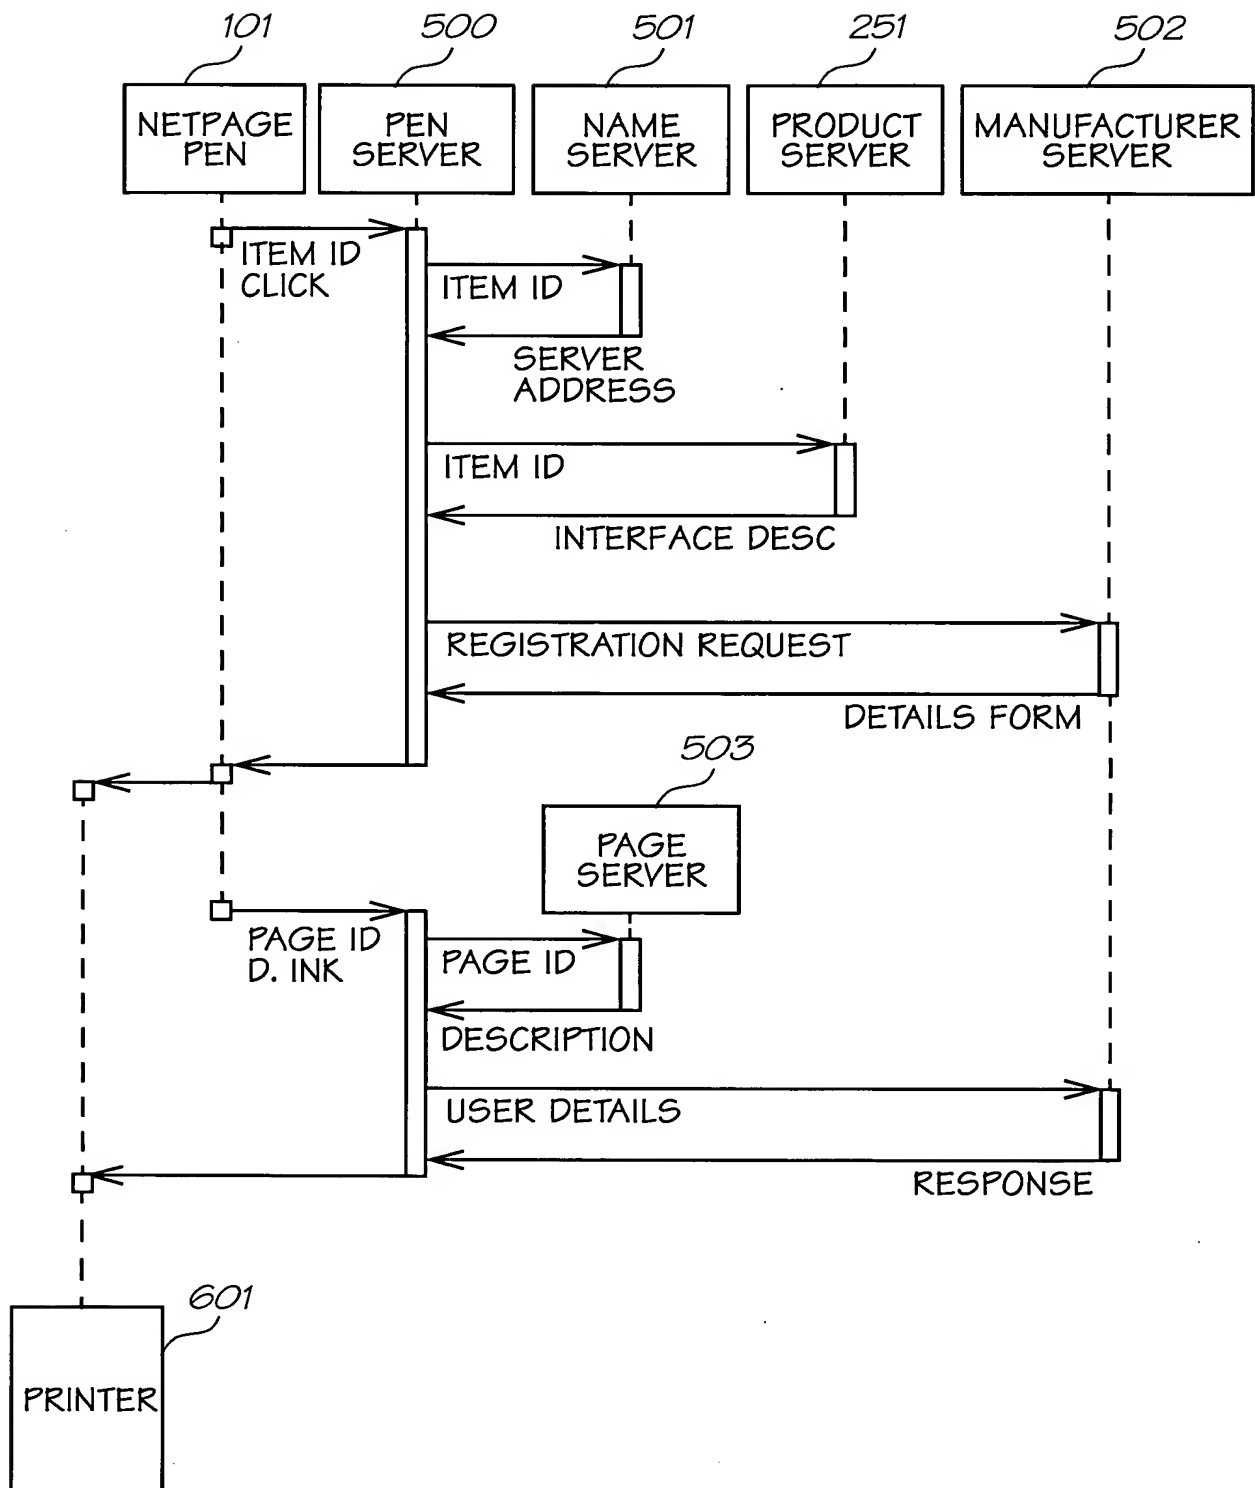 101
500
501
251
502
NETPAGE
PEN
PEN
SERVER
NAME
SERVER
PRODUCT
SERVER
MANUFACTURER
SERVER
ITEM ID
CLICK
ITEM ID
SERVER
ADDRESS
ITEM ID
INTERFACE DESC
REGISTRATION REQUEST
DETAILS FORM
503
PAGE
SERVER
PAGE ID
D. INK
PAGE ID
DESCRIPTION
USER DETAILS
RESPONSE
601
PRINTER